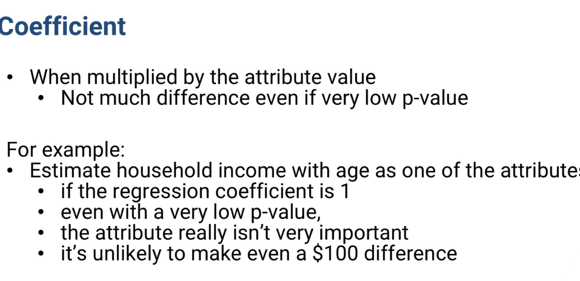 Coefficient
• When multiplied by the attribute value
• Not much difference even if very low p-value
For example:
• Estimate household income with age as one of the attributes
• if the regression coefficient is 1
• even with a very low p-value,
• the attribute really isn't very important
• it's unlikely to make even a $100 difference